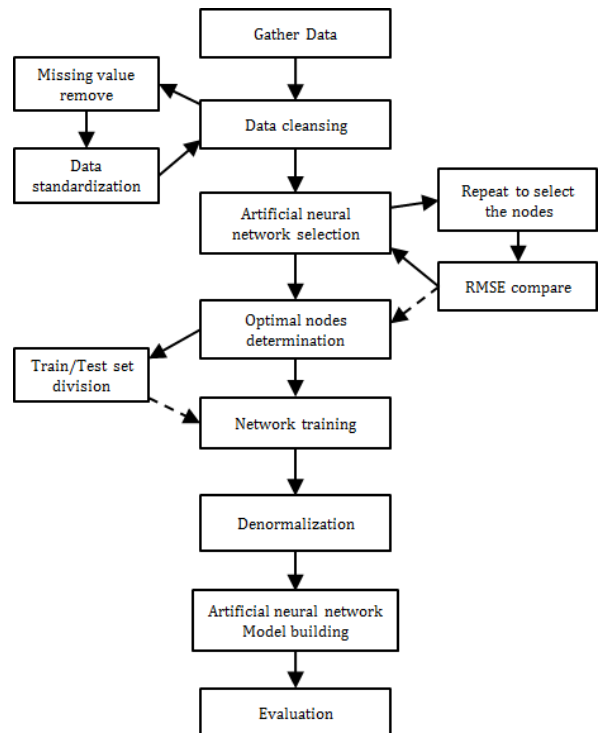 Gather Data
Missing value
remove
Data cleansing
Data
standardization
Artificial neural
network selection
Repeat to select
the nodes
RMSE compare
Optimal nodes
determination
Train/Test set
division
Network training
Denormalization
Artificial neural network
Model building
Evaluation